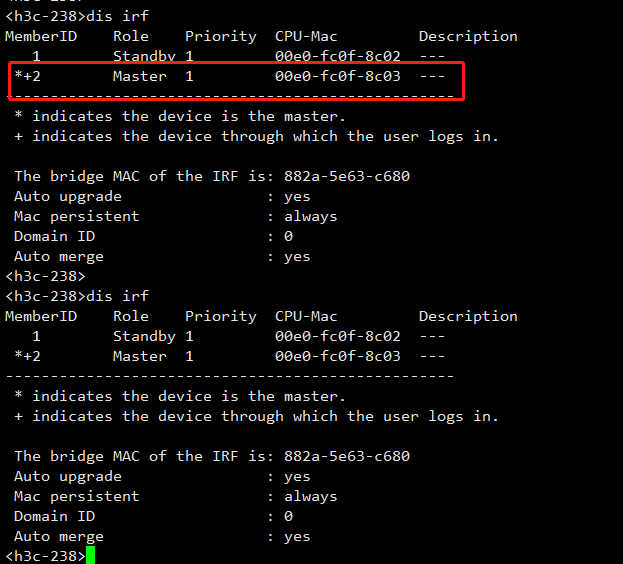 <h3c-238>dis irf
MemberID    Role    Priority  CPU-Mac         Description
   1        Standby 1         00e0-fc0f-8c02  ---
 *+2        Master  1         00e0-fc0f-8c03  ---
--------------------------------------------------
 * indicates the device is the master.
 + indicates the device through which the user logs in.

 The bridge MAC of the IRF is: 882a-5e63-c680
 Auto upgrade                : yes
 Mac persistent              : always
 Domain ID                   : 0
 Auto merge                  : yes
<h3c-238>
<h3c-238>dis irf
MemberID    Role    Priority  CPU-Mac         Description
   1        Standby 1         00e0-fc0f-8c02  ---
 *+2        Master  1         00e0-fc0f-8c03  ---
--------------------------------------------------
 * indicates the device is the master.
 + indicates the device through which the user logs in.

 The bridge MAC of the IRF is: 882a-5e63-c680
 Auto upgrade                : yes
 Mac persistent              : always
 Domain ID                   : 0
 Auto merge                  : yes
<h3c-238>